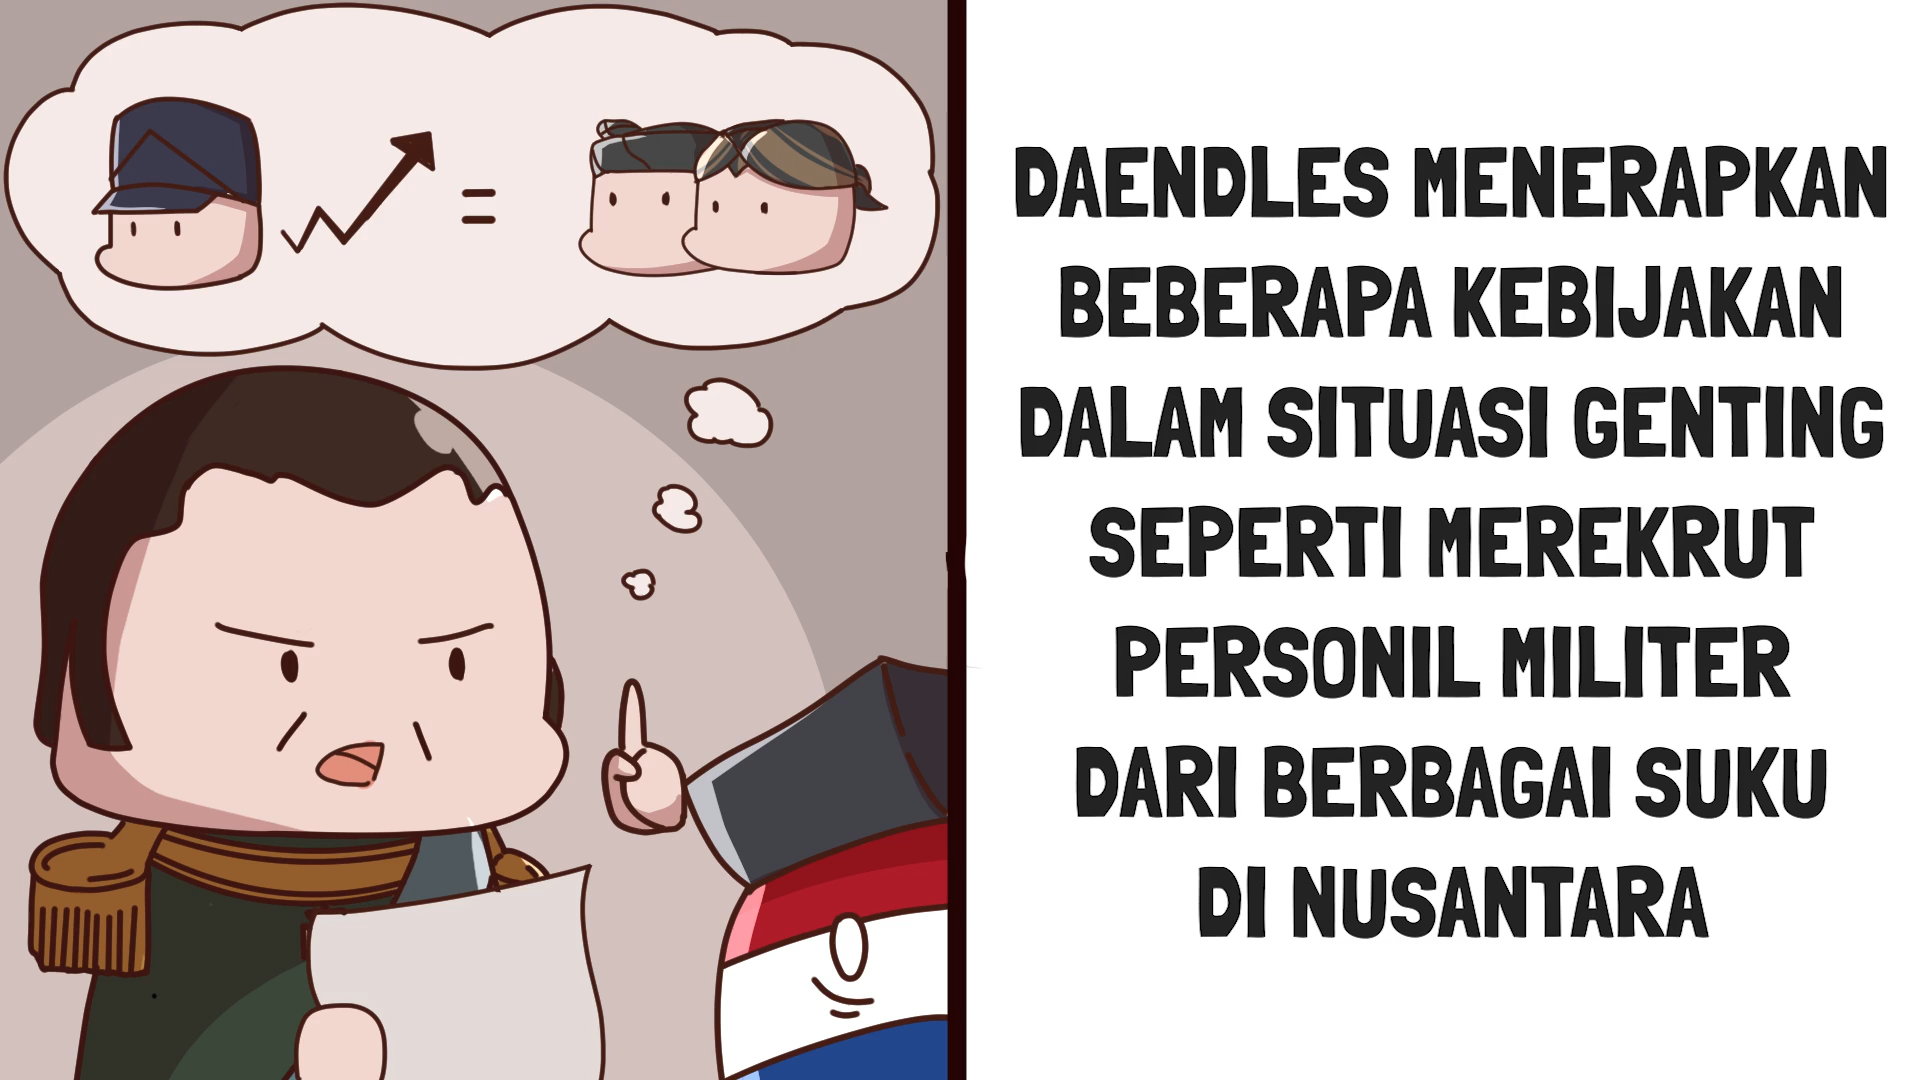 DAENDLES MENERAPKAN
BEBERAPA KEBIJAKAN
DALAM SITUASI GENTING
SEPERTI MEREKRUT
PERSONIL MILITER
DARI BERBAGAI SUKU
DI NUSANTARA